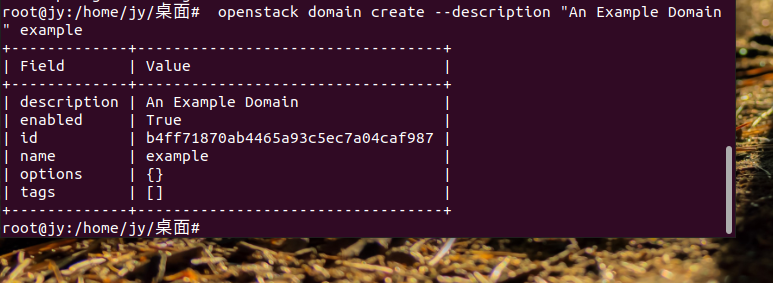 root@jy:/home/jy/桌面#  openstack domain create --description "An Example Domain
" example
+-------------+----------------------------------+
| Field       | Value                            |
+-------------+----------------------------------+
| description | An Example Domain                |
| enabled     | True                             |
| id          | b4ff71870ab4465a93c5ec7a04caf987 |
| name        | example                          |
| options     | {}                               |
| tags        | []                               |
+-------------+----------------------------------+
root@jy:/home/jy/桌面#